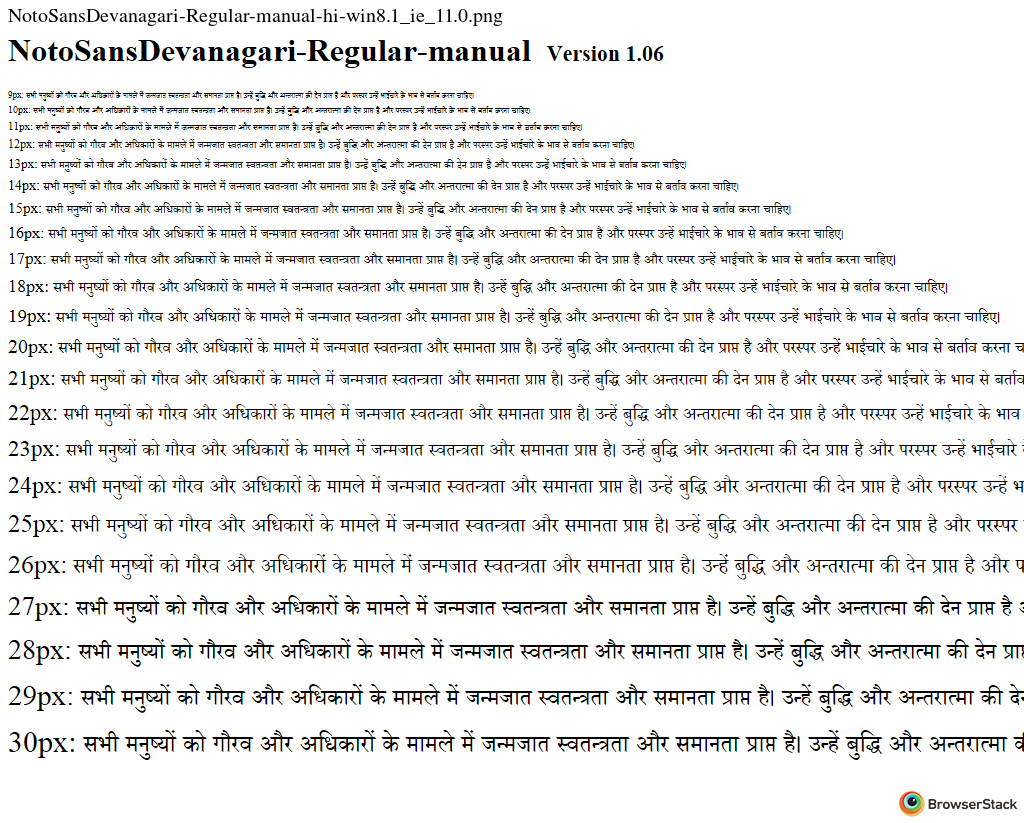 NotoSansDevanagari-Regular-manual-hi-win8.1_ie_11.0.png
NotoSansDevanagari-Regular-manual Version 1.06
9px: सभी मनुष्यों को गौरव और अधिकारों के मामले में जन्मजात स्वतन्त्रता और समानता प्राप्त है। उन्हें बुद्धि और अन्तरात्मा की देन प्राप्त है और परस्पर उन्हें भाईचारे के भाव से बर्ताव करना चाहिए।
10px: सभी मनुष्यों को गौरव और अधिकारों के मामले में जन्मजात स्वतन्त्रता और समानता प्राप्त है। उन्हें बुद्धि और अन्तरात्मा की देन प्राप्त है और परस्पर उन्हें भाईचारे के भाव से बर्ताव करना चाहिए।
11px: सभी मनुष्यों को गौरव और अधिकारों के मामले में जन्मजात स्वतन्त्रता और समानता प्राप्त है। उन्हें बुद्धि और अन्तरात्मा की देन प्राप्त है और परस्पर उन्हें भाईचारे के भाव से बर्ताव करना चाहिए।
12px: सभी मनुष्यों को गौरव और अधिकारों के मामले में जन्मजात स्वतन्त्रता और समानता प्राप्त है। उन्हें बुद्धि और अन्तरात्मा की देन प्राप्त है और परस्पर उन्हें भाईचारे के भाव से बर्ताव करना चाहिए।
13px: सभी मनुष्यों को गौरव और अधिकारों के मामले में जन्मजात स्वतन्त्रता और समानता प्राप्त है। उन्हें बुद्धि और अन्तरात्मा की देन प्राप्त है और परस्पर उन्हें भाईचारे के भाव से बर्ताव करना चाहिए।
14px: सभी मनुष्यों को गौरव और अधिकारों के मामले में जन्मजात स्वतन्त्रता और समानता प्राप्त है। उन्हें बुद्धि और अन्तरात्मा की देन प्राप्त है और परस्पर उन्हें भाईचारे के भाव से बर्ताव करना चाहिए।
15px: सभी मनुष्यों को गौरव और अधिकारों के मामले में जन्मजात स्वतन्त्रता और समानता प्राप्त है। उन्हें बुद्धि और अन्तरात्मा की देन प्राप्त है और परस्पर उन्हें भाईचारे के भाव से बर्ताव करना चाहिए।
16px: सभी मनुष्यों को गौरव और अधिकारों के मामले में जन्मजात स्वतन्त्रता और समानता प्राप्त है। उन्हें बुद्धि और अन्तरात्मा की देन प्राप्त है और परस्पर उन्हें भाईचारे के भाव से बर्ताव करना चाहिए।
17px: सभी मनुष्यों को गौरव और अधिकारों के मामले में जन्मजात स्वतन्त्रता और समानता प्राप्त है। उन्हें बुद्धि और अन्तरात्मा की देन प्राप्त है और परस्पर उन्हें भाईचारे के भाव से बर्ताव करना चाहिए।
18px: सभी मनुष्यों को गौरव और अधिकारों के मामले में जन्मजात स्वतन्त्रता और समानता प्राप्त है। उन्हें बुद्धि और अन्तरात्मा की देन प्राप्त है और परस्पर उन्हें भाईचारे के भाव से बर्ताव करना चाहिए।
19px: सभी मनुष्यों को गौरव और अधिकारों के मामले में जन्मजात स्वतन्त्रता और समानता प्राप्त है। उन्हें बुद्धि और अन्तरात्मा की देन प्राप्त है और परस्पर उन्हें भाईचारे के भाव से बर्ताव करना चाहिए।
20px: सभी मनुष्यों को गौरव और अधिकारों के मामले में जन्मजात स्वतन्त्रता और समानता प्राप्त है। उन्हें बुद्धि और अन्तरात्मा की देन प्राप्त है और परस्पर उन्हें भाईचारे के भाव से बर्ताव करना
21px: सभी मनुष्यों को गौरव और अधिकारों के मामले में जन्मजात स्वतन्त्रता और समानता प्राप्त है। उन्हें बुद्धि और अन्तरात्मा की देन प्राप्त है और परस्पर उन्हें भाईचारे के भाव से बर्ताव
22px: सभी मनुष्यों को गौरव और अधिकारों के मामले में जन्मजात स्वतन्त्रता और समानता प्राप्त है। उन्हें बुद्धि और अन्तरात्मा की देन प्राप्त है और परस्पर उन्हें भाईचारे के भाव
23px: सभी मनुष्यों को गौरव और अधिकारों के मामले में जन्मजात स्वतन्त्रता और समानता प्राप्त है। उन्हें बुद्धि और अन्तरात्मा की देन प्राप्त है और परस्पर उन्हें भाईचारे
24px: सभी मनुष्यों को गौरव और अधिकारों के मामले में जन्मजात स्वतन्त्रता और समानता प्राप्त है। उन्हें बुद्धि और अन्तरात्मा की देन प्राप्त है और परस्पर उन्हें
25px: सभी मनुष्यों को गौरव और अधिकारों के मामले में जन्मजात स्वतन्त्रता और समानता प्राप्त है। उन्हें बुद्धि और अन्तरात्मा की देन प्राप्त है और परस्पर
26px: सभी मनुष्यों को गौरव और अधिकारों के मामले में जन्मजात स्वतन्त्रता और समानता प्राप्त है। उन्हें बुद्धि और अन्तरात्मा की देन प्राप्त है और
27px: सभी मनुष्यों को गौरव और अधिकारों के मामले में जन्मजात स्वतन्त्रता और समानता प्राप्त है। उन्हें बुद्धि और अन्तरात्मा की देन प्राप्त है
28px: सभी मनुष्यों को गौरव और अधिकारों के मामले में जन्मजात स्वतन्त्रता और समानता प्राप्त है। उन्हें बुद्धि और अन्तरात्मा की देन
29px: सभी मनुष्यों को गौरव और अधिकारों के मामले में जन्मजात स्वतन्त्रता और समानता प्राप्त है। उन्हें बुद्धि और अन्तरात्मा की
30px: सभी मनुष्यों को गौरव और अधिकारों के मामले में जन्मजात स्वतन्त्रता और समानता प्राप्त है। उन्हें बुद्धि और अन्तरात्मा
BrowserStack